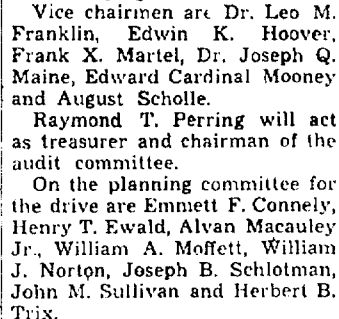 Vice chairmen are Dr. Leo M.
Franklin, Edwin K. Hoover,
Frank X. Martel, Dr. Joseph Q.
Maine, Edward Cardinal Mooney
and August Scholle.
Raymond T. Perring will act
as treasurer and chairman of the
audit committee.
On the planning committee for
the drive are Emmett F. Connely,
Henry T. Ewald, Alvan Macauley
Jr., William A. Moffett, William
J. Norton, Joseph B. Schlotman,
John M. Sullivan and Herbert B.
Trix.